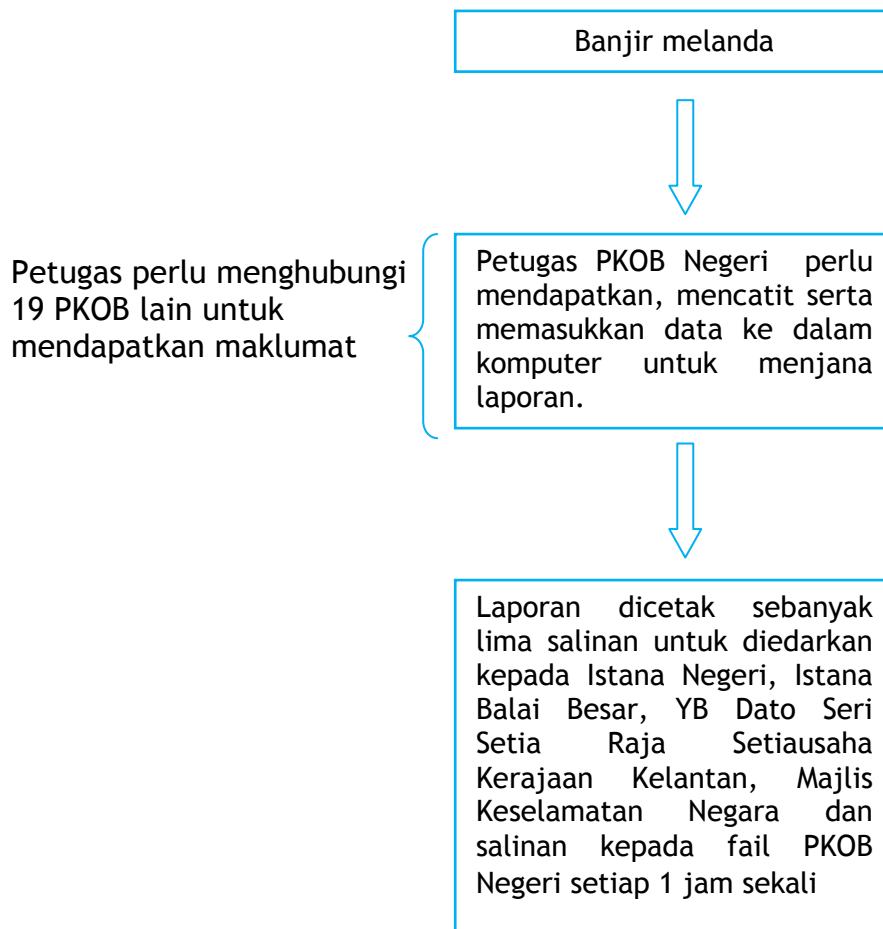 Banjir melanda
Petugas perlu menghubungi
19 PKOB lain untuk
mendapatkan maklumat
Petugas PKOB Negeri perlu
mendapatkan, mencatit serta
memasukkan data ke dalam
komputer untuk menjana
laporan.
Laporan dicetak sebanyak
lima salinan untuk diedarkan
kepada Istana Negeri, Istana
Balai Besar, YB Dato Seri
Setia Raja Setiausaha
Kerajaan Kelantan, Majlis
Keselamatan Negara dan
salinan kepada fail PKOB
Negeri setiap 1 jam sekali